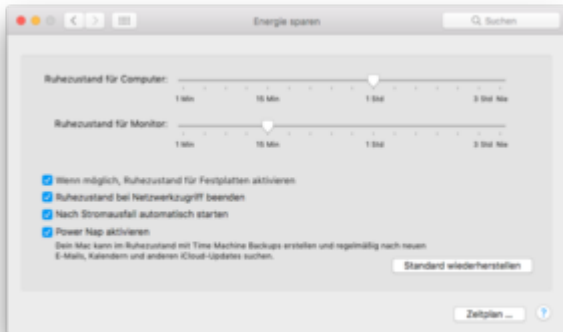 Energie sparen
Suchen
Ruhezustand für Computer:
1 Min 15 Min 1 Std 3 Std Nie
Ruhezustand für Monitor:
1 Min 15 Min 1 Std 3 Std Nie
Wenn möglich, Ruhezustand für Festplatten aktivieren
Ruhezustand bei Netzwerkzugriff beenden
Nach Stromausfall automatisch starten
Power Nap aktivieren
Dein Mac kann im Ruhezustand mit Time Machine Backups erstellen und regelmäßig nach neuen
E-Mails, Kalendern und anderen iCloud-Updates suchen.
Standard wiederherstellen
Zeitplan ... ?